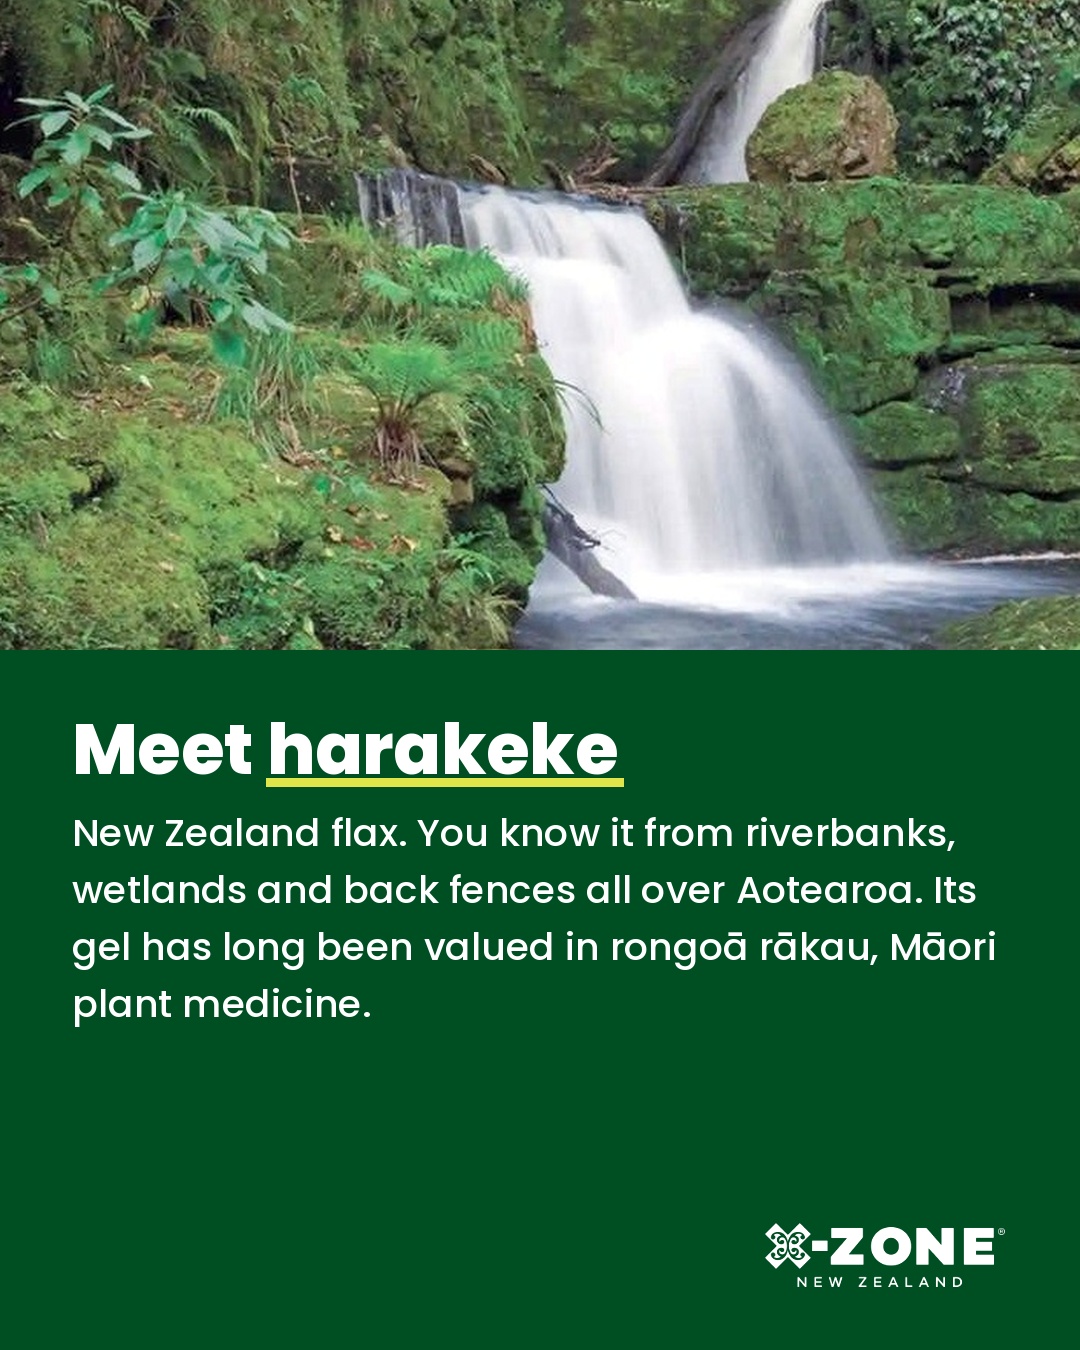 Meet harakeke
New Zealand flax. You know it from riverbanks,
wetlands and back fences all over Aotearoa. Its
gel has long been valued in rongoā rākau, Māori
plant medicine.
X-ZONE®
NEW ZEALAND